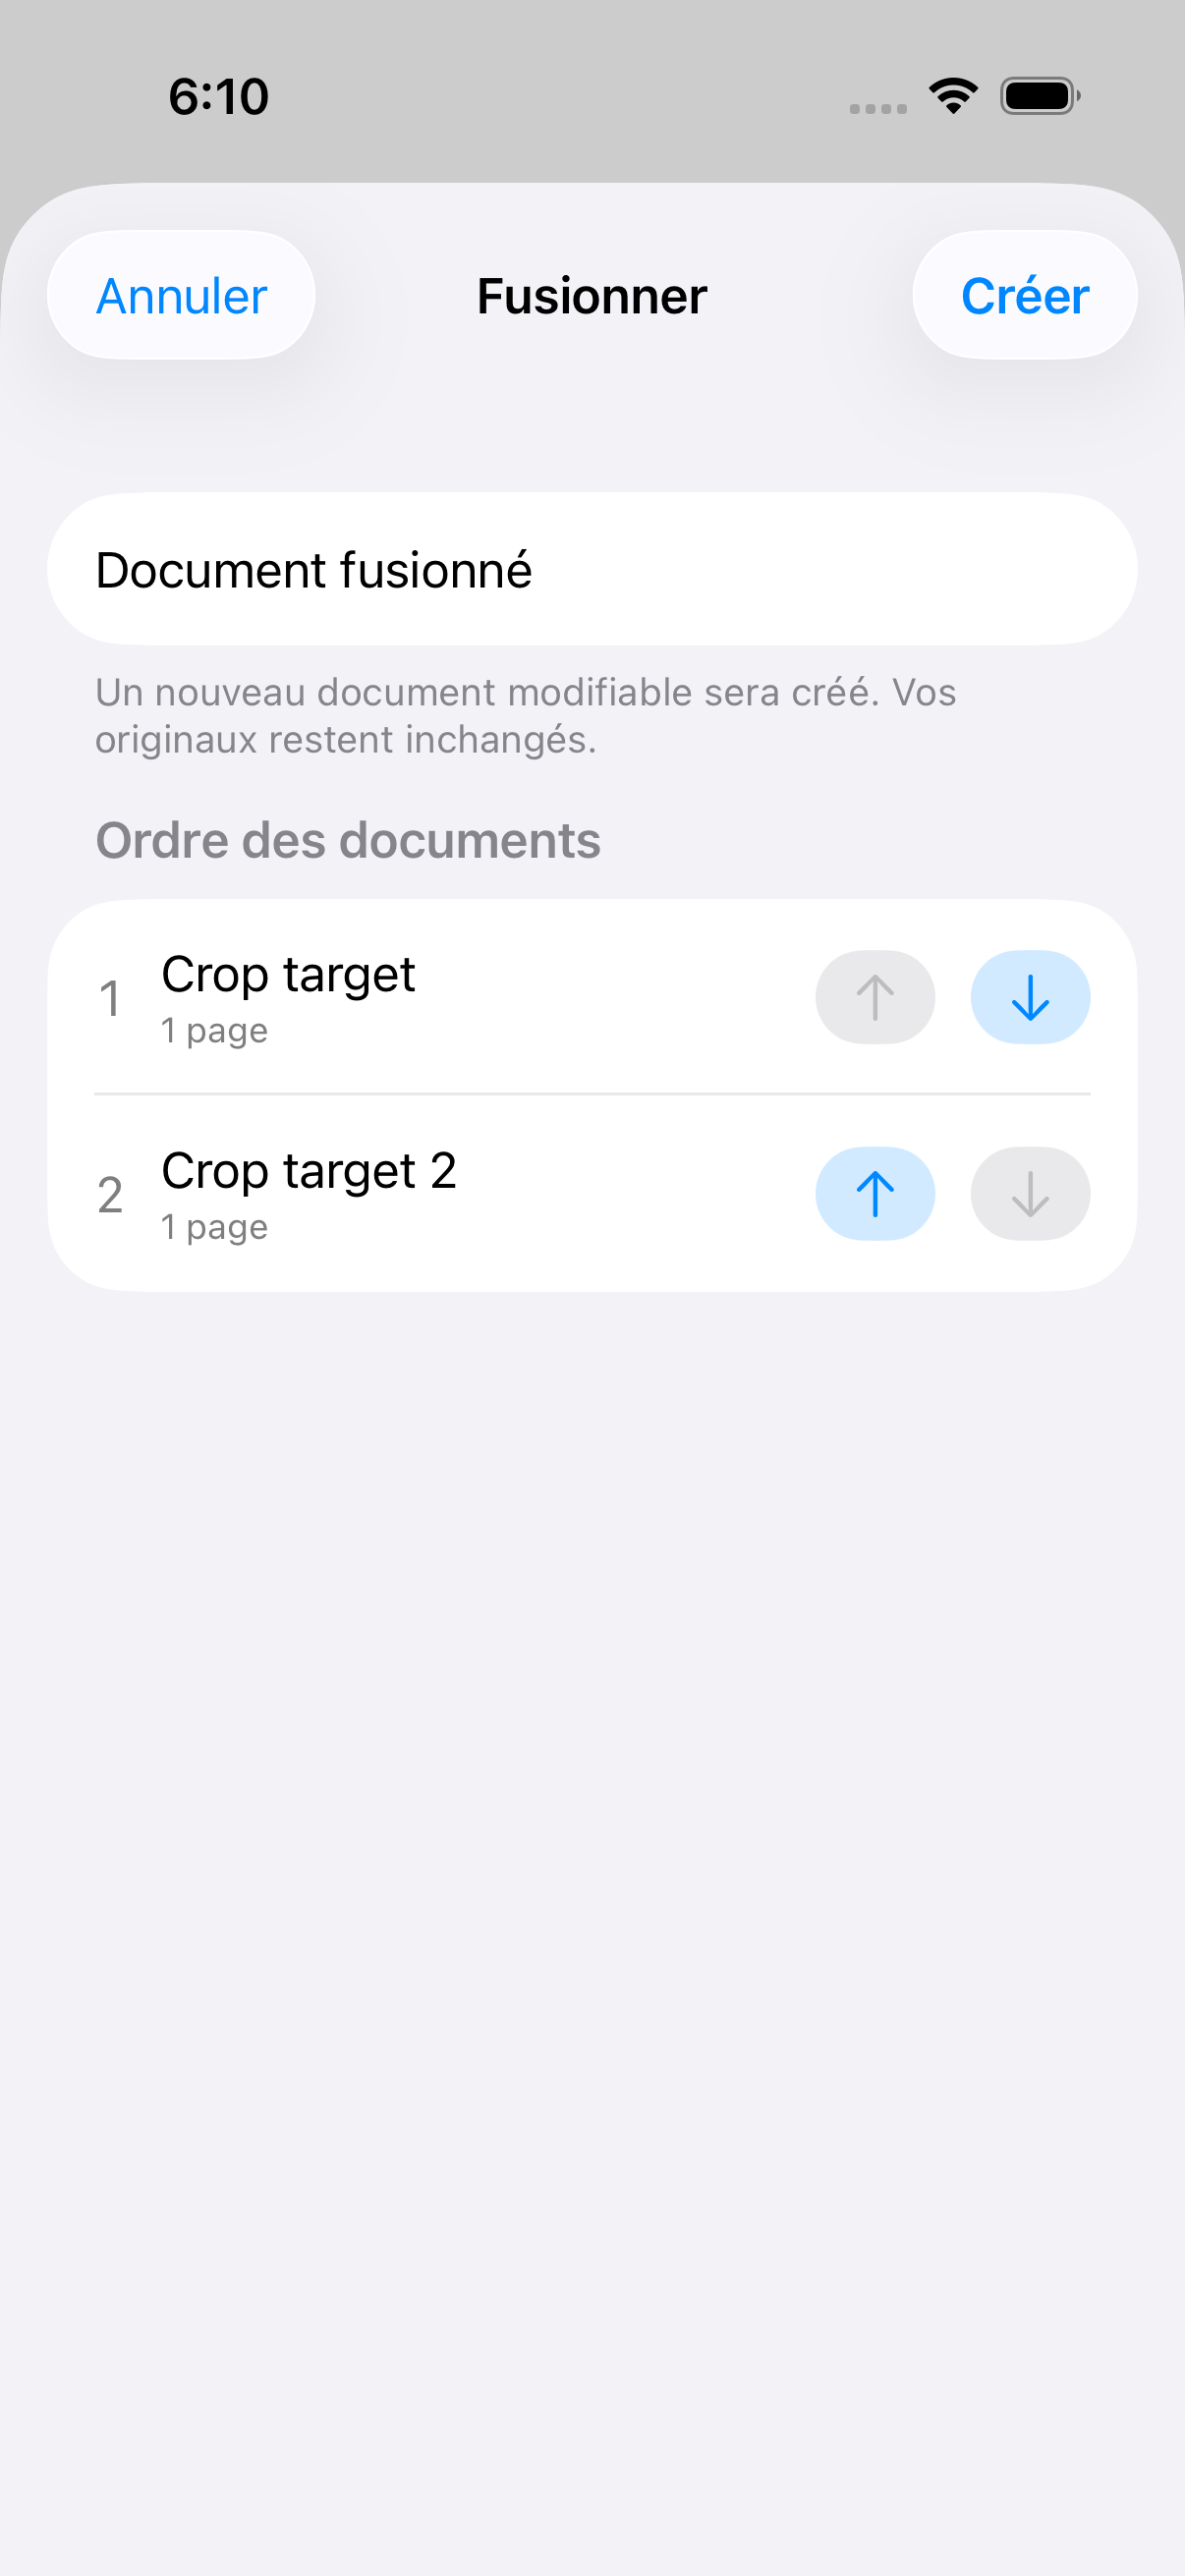 6:10
Annuler
Fusionner
Créer
Document fusionné
Un nouveau document modifiable sera créé. Vos
originaux restent inchangés.
Ordre des documents
1
Crop target
1 page
2
Crop target 2
1 page